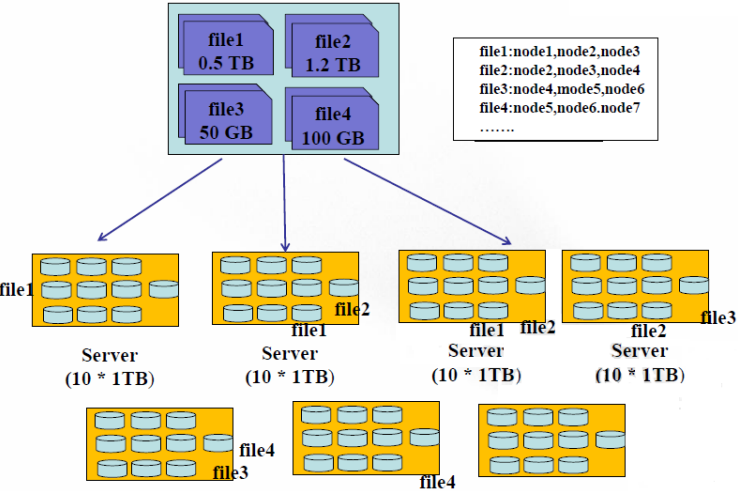 file1
0.5 TB
file2
1.2 TB
file3
50 GB
file4
100 GB
file1:node1,node2,node3
file2:node2,node3,node4
file3:node4,mode5,node6
file4:node5,node6.node7
.......
file1
file2
file1
file1
file2
file2
file3
Server
(10 * 1TB)
Server
(10 * 1TB)
Server
(10 * 1TB)
Server
(10 * 1TB)
file4
file3
file4